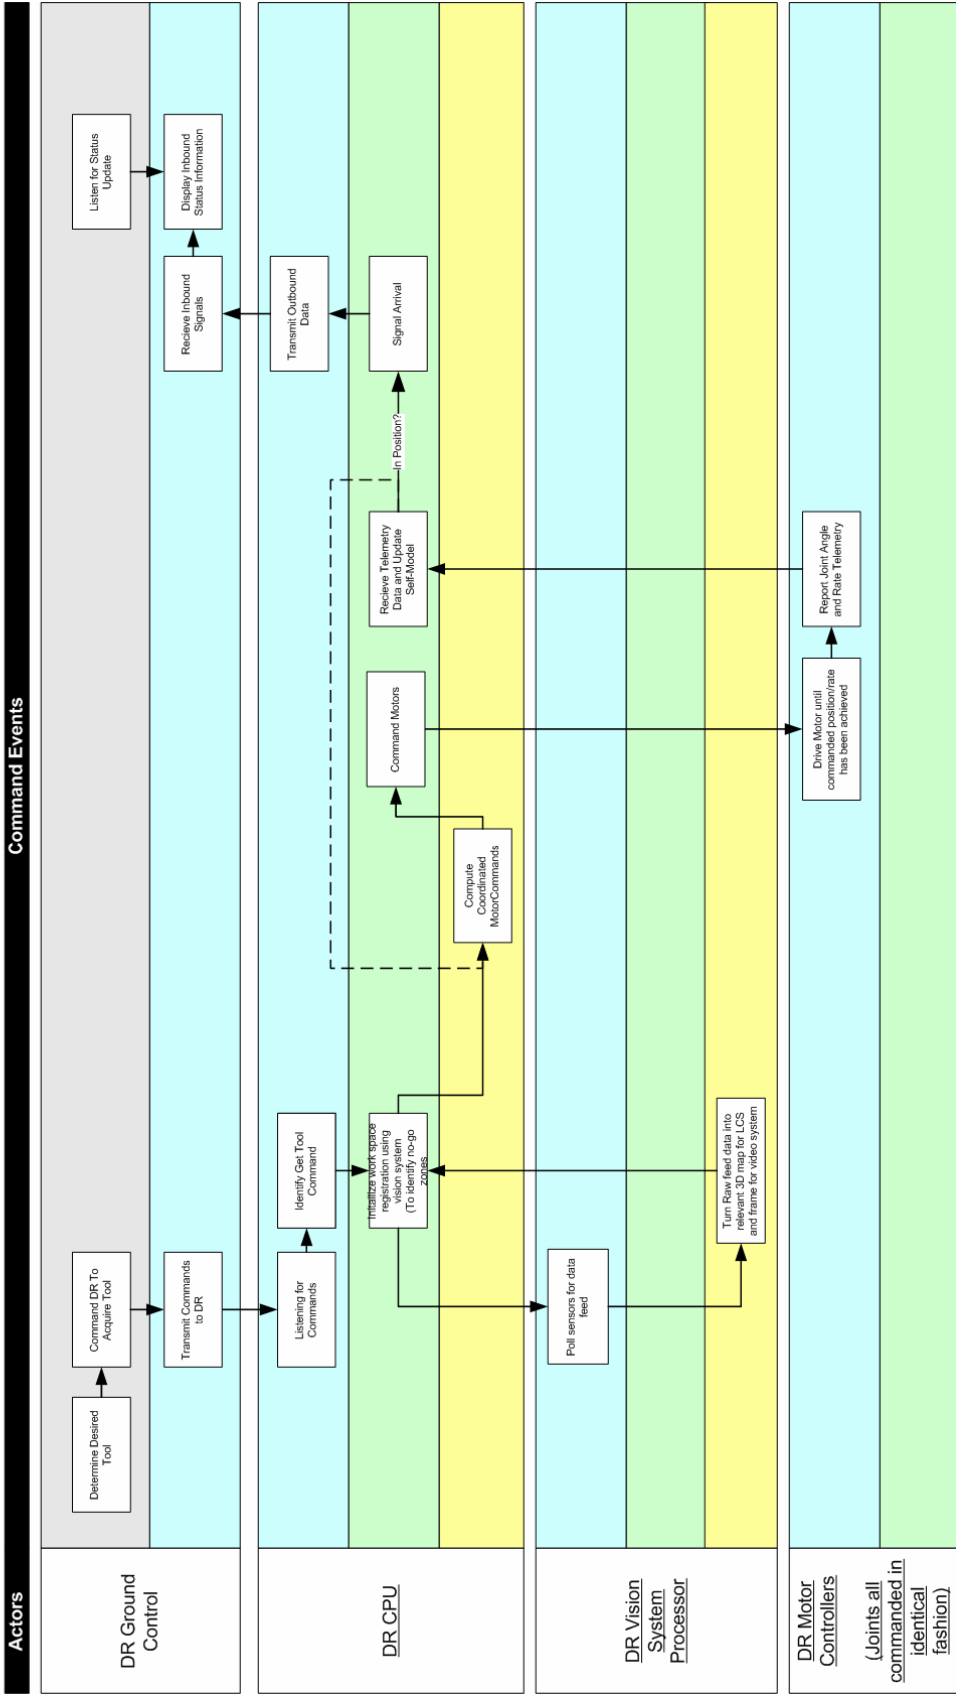 Actors
Command Events
DR Ground
Control
Determine Desired
Tool
Command DR To
Acquire Tool
Listen for Status
Update
Transmit Commands
to DR
Recieve Inbound
Signals
Display Inbound
Status Information
DR CPU
Listening for
Commands
Identify Get Tool
Command
Transmit Outbound
Data
Initallize work space
registration using
vision system
(To identify no-go
zones
Command Motors
Recieve Telemetry
Data and Update
Self-Model
In Position?
Signal Arrival
Compute
Coordinated
MotorCommands
DR Vision
System
Processor
Poll sensors for data
feed
Turn Raw feed data into
relevant 3D map for LCS
and frame for video system
DR Motor
Controllers
(Joints all
commanded in
identical
fashion)
Drive Motor until
commanded position/rate
has been achieved
Report Joint Angle
and Rate Telemetry